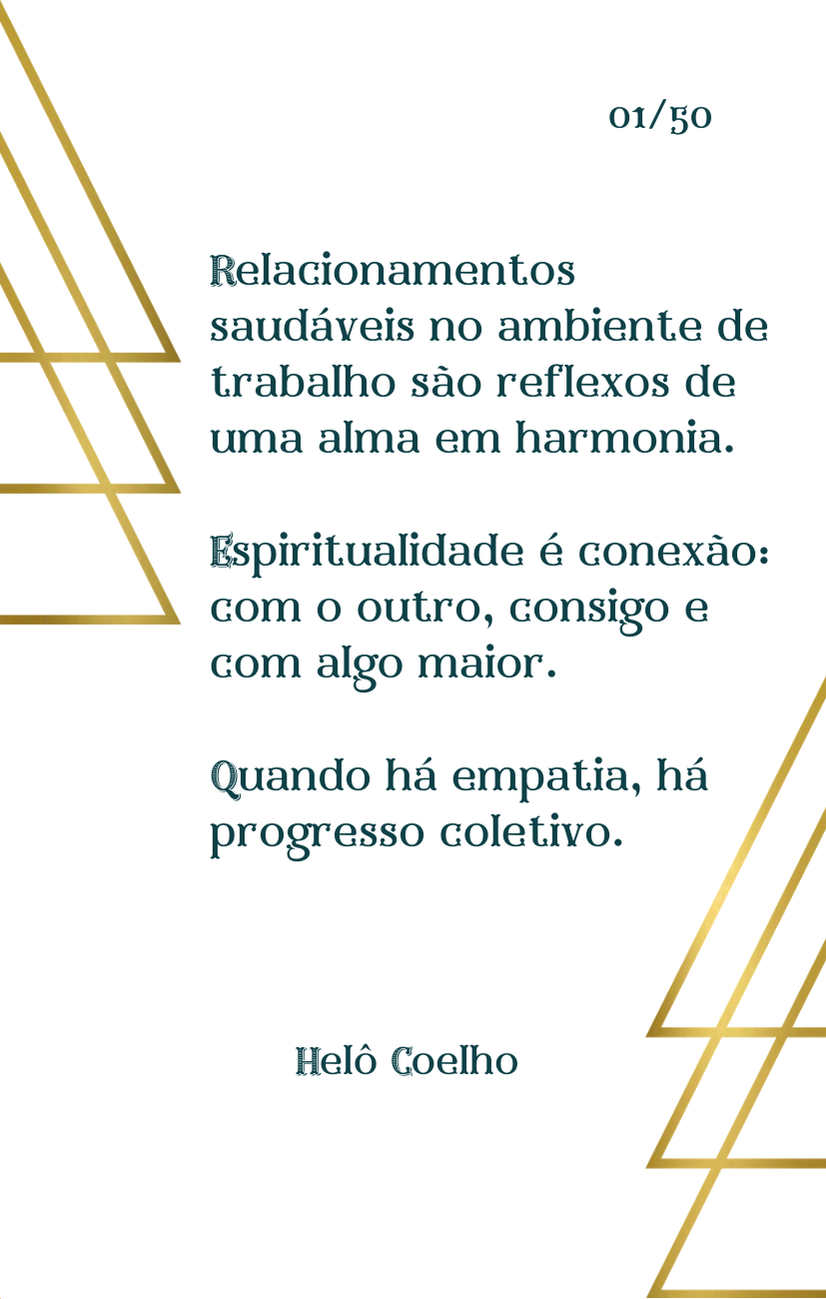 01/50
Relacionamentos
saudáveis no ambiente de
trabalho são reflexos de
uma alma em harmonia.
Espiritualidade é conexão:
com o outro, consigo e
com algo maior.
Quando há empatia, há
progresso coletivo.
Helô Coelho